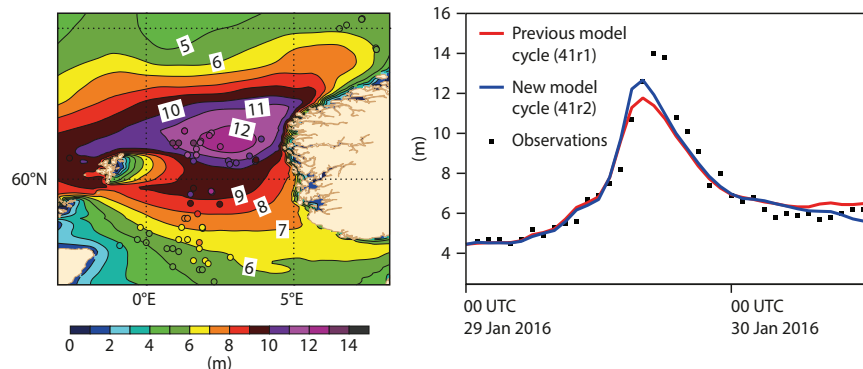 5
6
10
11
12
9
8
7
6
60°N
0°E
5°E
0
2
4
6
8
10
12
14
(m)
16
14
12
10
8
6
4
(m)
Previous model
cycle (41r1)
New model
cycle (41r2)
Observations
00 UTC
29 Jan 2016
00 UTC
30 Jan 2016